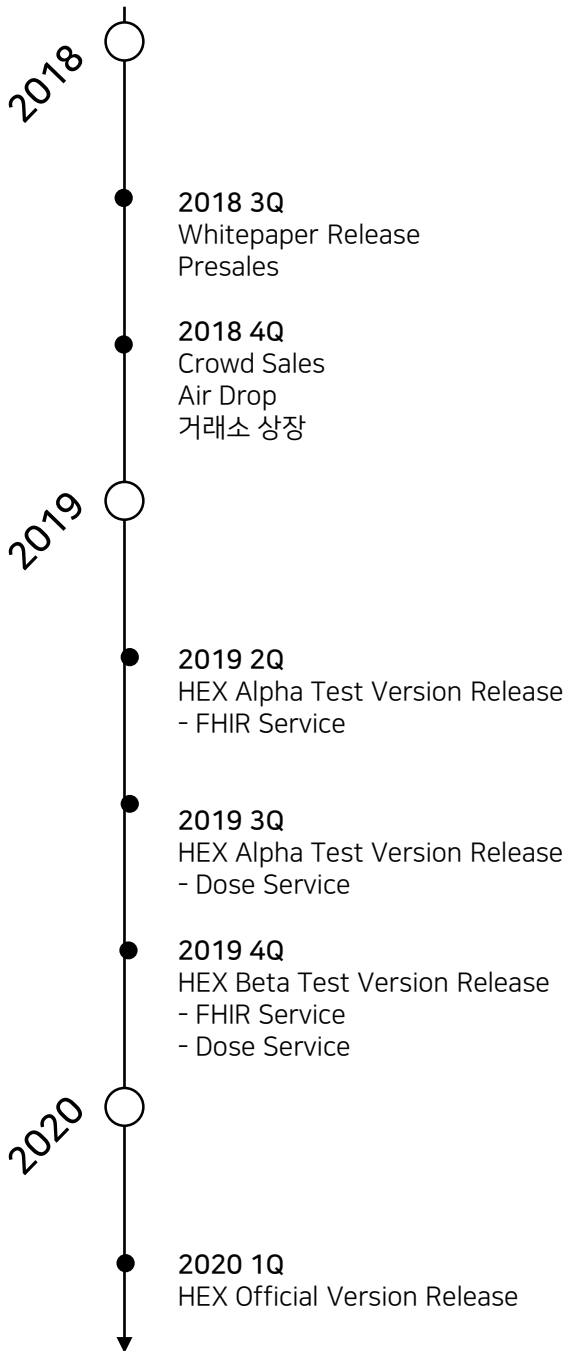 2018
2018 3Q
Whitepaper Release
Presales
2018 4Q
Crowd Sales
Air Drop
거래소 상장
2019
2019 2Q
HEX Alpha Test Version Release
- FHIR Service
2019 3Q
HEX Alpha Test Version Release
- Dose Service
2019 4Q
HEX Beta Test Version Release
- FHIR Service
- Dose Service
2020
2020 1Q
HEX Official Version Release